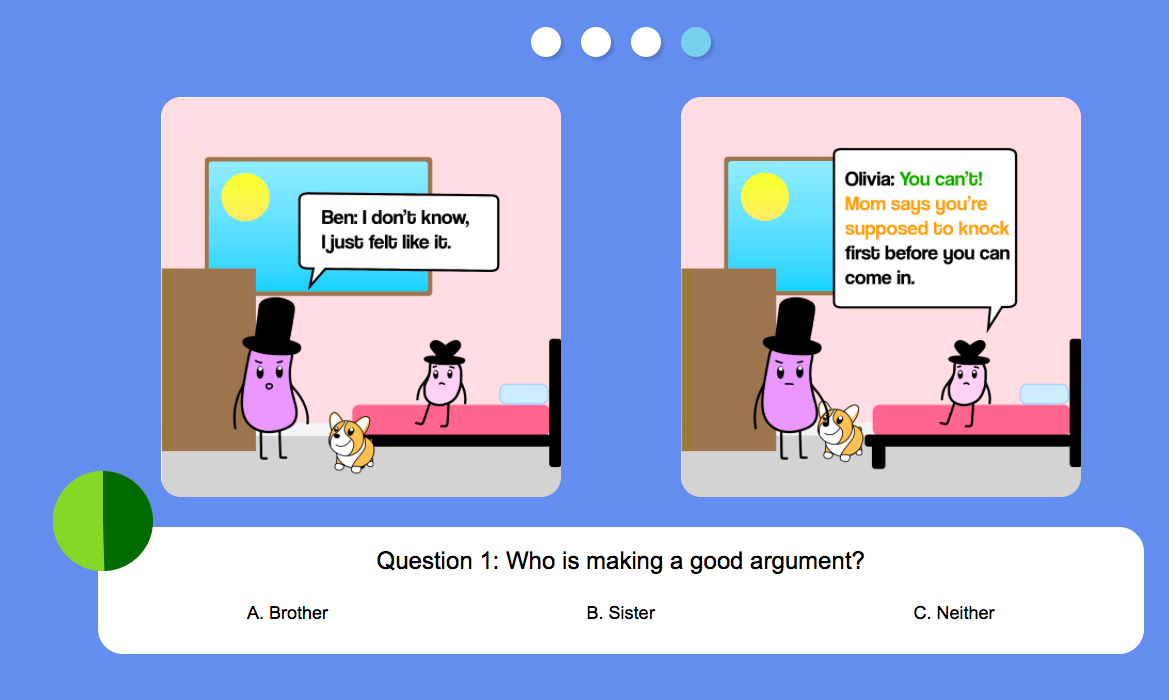 Ben: I don't know,
I just felt like it.
Olivia: You can't!
Mom says you're
supposed to knock
first before you can
come in.
Question 1: Who is making a good argument?
A. Brother
B. Sister
C. Neither